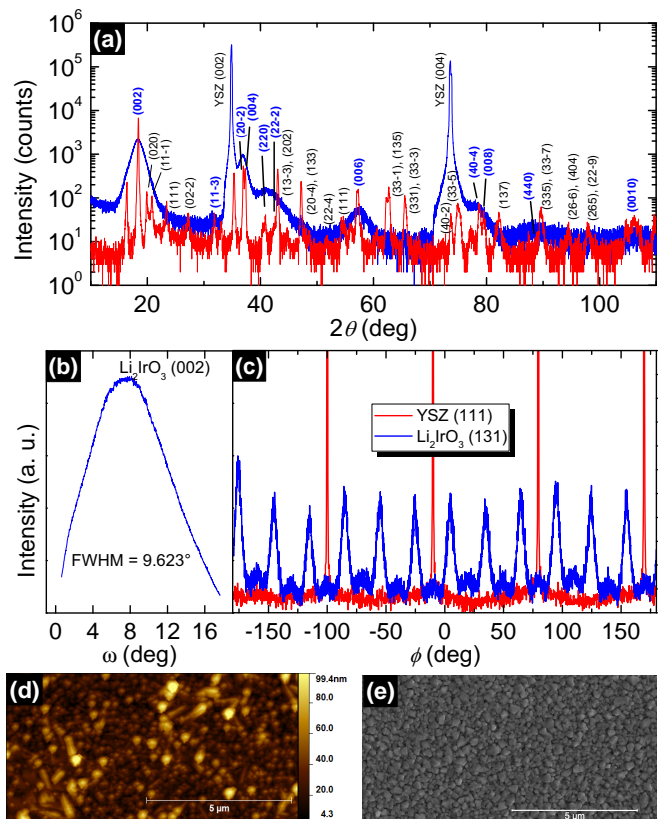 (a)
Intensity (counts)
10⁶
10⁵
10⁴
10³
10²
10¹
10⁰
(002)
(020)
(11-1)
(111)
(02-2)
(11-3)
YSZ (002)
(20-2)
(004)
(220)
(22-2)
(13-3), (202)
(20-4), (133)
(22-4)
(111)
(006)
(33-1), (1135)
(331), (33-3)
(40-2)
(33-5)
YSZ (004)
(40-4)
(008)
(137)
(440)
(335), (33-7)
(26-6), (404)
(265), (22-9)
(0010)
20 40 60 80 100
2θ (deg)
(b)
Li₂IrO₃ (002)
FWHM = 9.623°
Intensity (a. u.)
0 4 8 12 16
ω (deg)
(c)
YSZ (111)
Li₂IrO₃ (131)
-150 -100 -50 0 50 100 150
ϕ (deg)
(d)
5 µm
99.4nm
80.0
60.0
40.0
20.0
4.3
(e)
5 µm